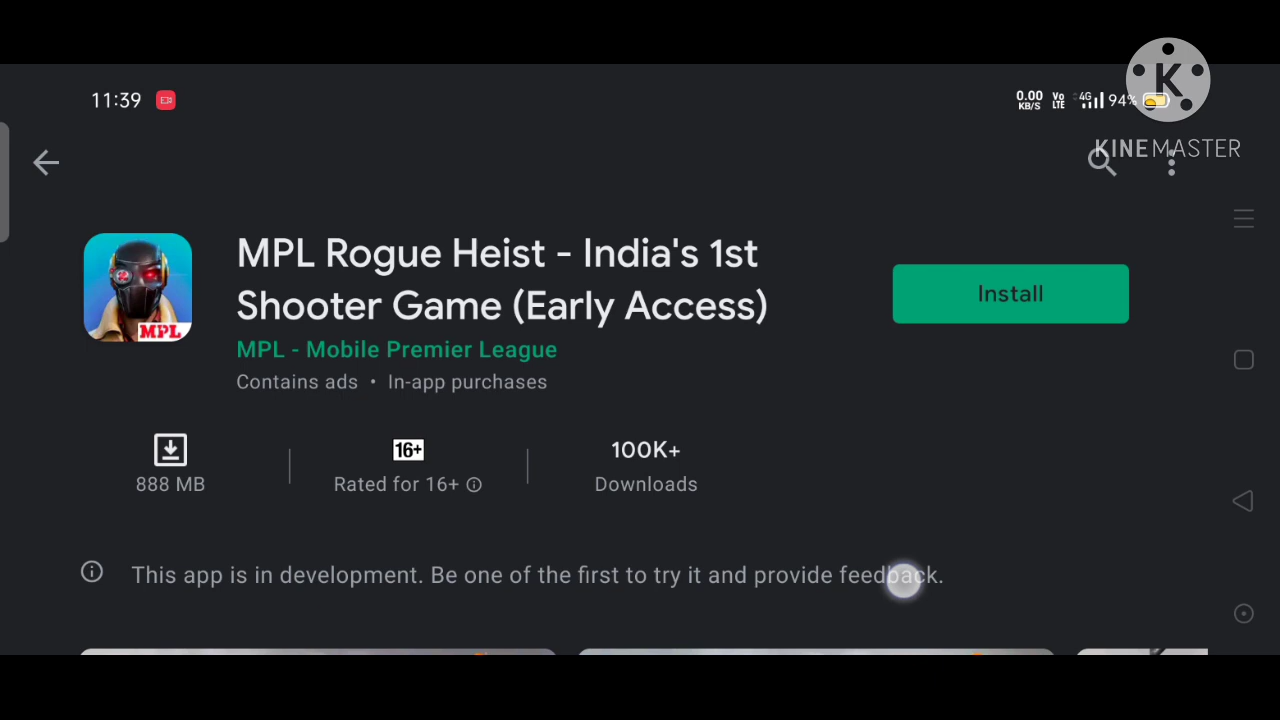 11:39
0.00 KB/S Vo LTE 4G 94%
K
KINEMASTER
MPL Rogue Heist - India's 1st
Shooter Game (Early Access)
Install
MPL
MPL - Mobile Premier League
Contains ads • In-app purchases
16+
100K+
888 MB
Rated for 16+
Downloads
This app is in development. Be one of the first to try it and provide feedback.